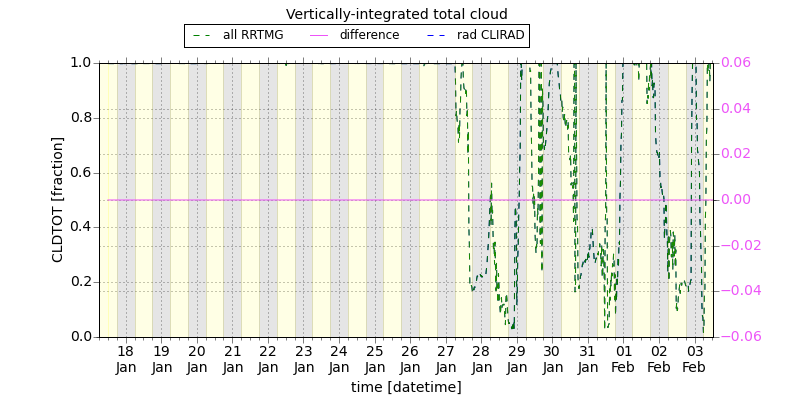 Vertically-integrated total cloud
all RRTMG difference rad CLIRAD
CLDTOT [fraction]
1.0
0.8
0.6
0.4
0.2
0.0
0.06
0.04
0.02
0.00
−0.02
−0.04
−0.06
18 19 20 21 22 23 24 25 26 27 28 29 30 31 01 02 03
Jan Jan Jan Jan Jan Jan Jan Jan Jan Jan Jan Jan Jan Jan Feb Feb Feb
time [datetime]